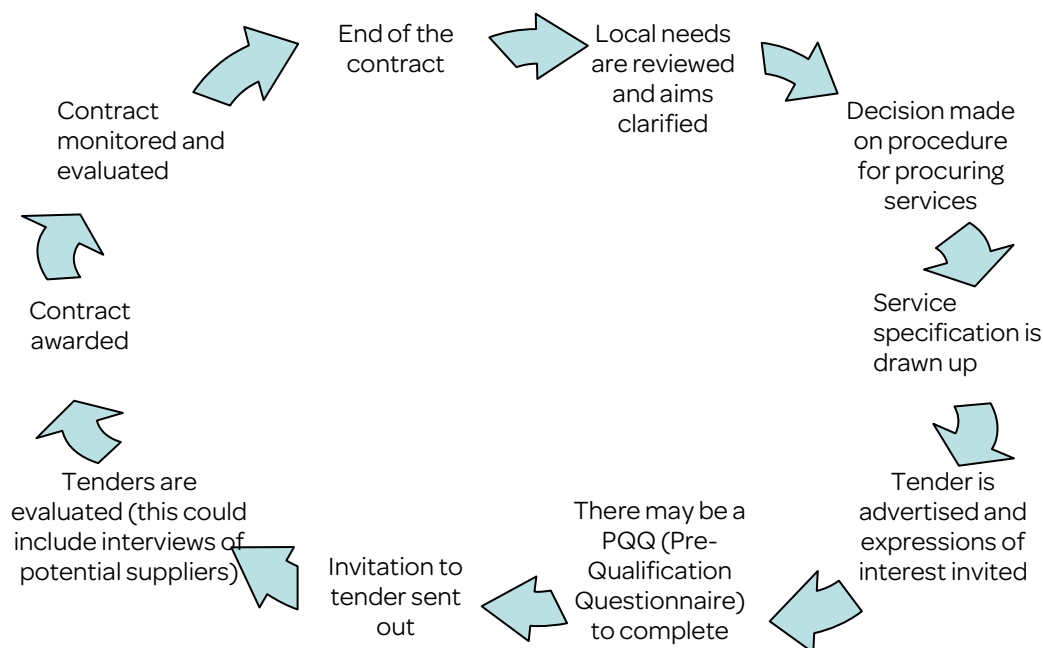 End of the
contract
Local needs
are reviewed
and aims
clarified
Decision made
on procedure
for procuring
services
Service
specification is
drawn up
Tender is
advertised and
expressions of
interest invited
There may be a
PQQ (Pre-
Qualification
Questionnaire)
to complete
Invitation to
tender sent
out
Tenders are
evaluated (this could
include interviews of
potential suppliers)
Contract
awarded
Contract
monitored and
evaluated